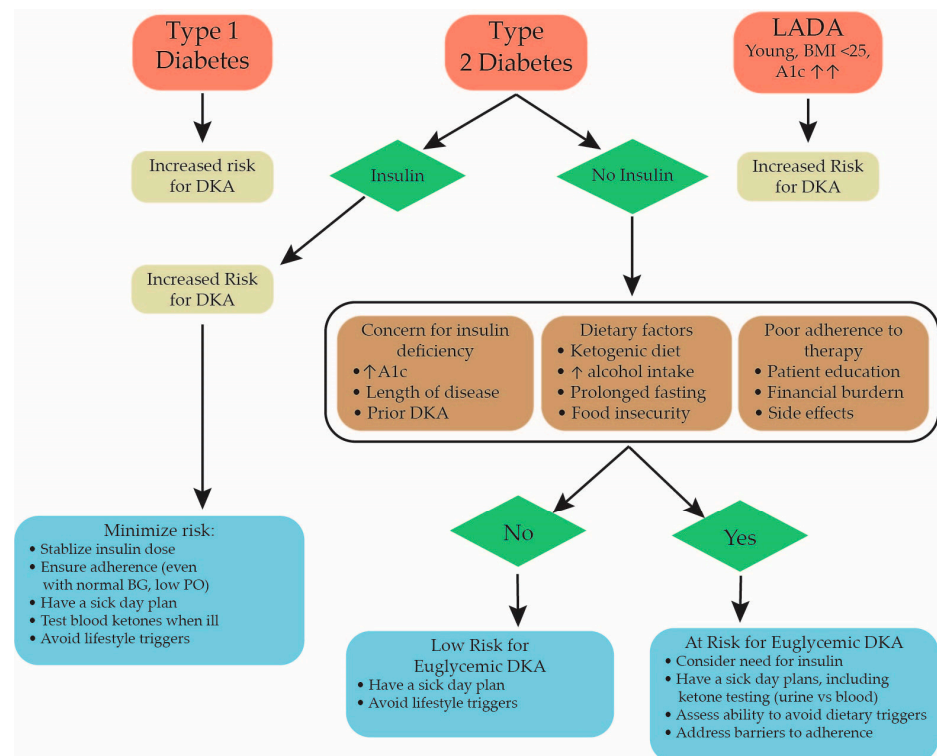 Type 1
Diabetes
Type
2 Diabetes
LADA
Young, BMI <25,
A1c ↑↑
Increased risk
for DKA
Insulin
No Insulin
Increased Risk
for DKA
Increased Risk
for DKA
Concern for insulin
deficiency
• ↑A1c
• Length of disease
• Prior DKA
Dietary factors
• Ketogenic diet
• ↑ alcohol intake
• Prolonged fasting
• Food insecurity
Poor adherence to
therapy
• Patient education
• Financial burdern
• Side effects
No
Yes
Minimize risk:
• Stablize insulin dose
• Ensure adherence (even
with normal BG, low PO)
• Have a sick day plan
• Test blood ketones when ill
• Avoid lifestyle triggers
Low Risk for
Euglycemic DKA
• Have a sick day plan
• Avoid lifestyle triggers
At Risk for Euglycemic DKA
• Consider need for insulin
• Have a sick day plans, including
ketone testing (urine vs blood)
• Assess ability to avoid dietary triggers
• Address barriers to adherence